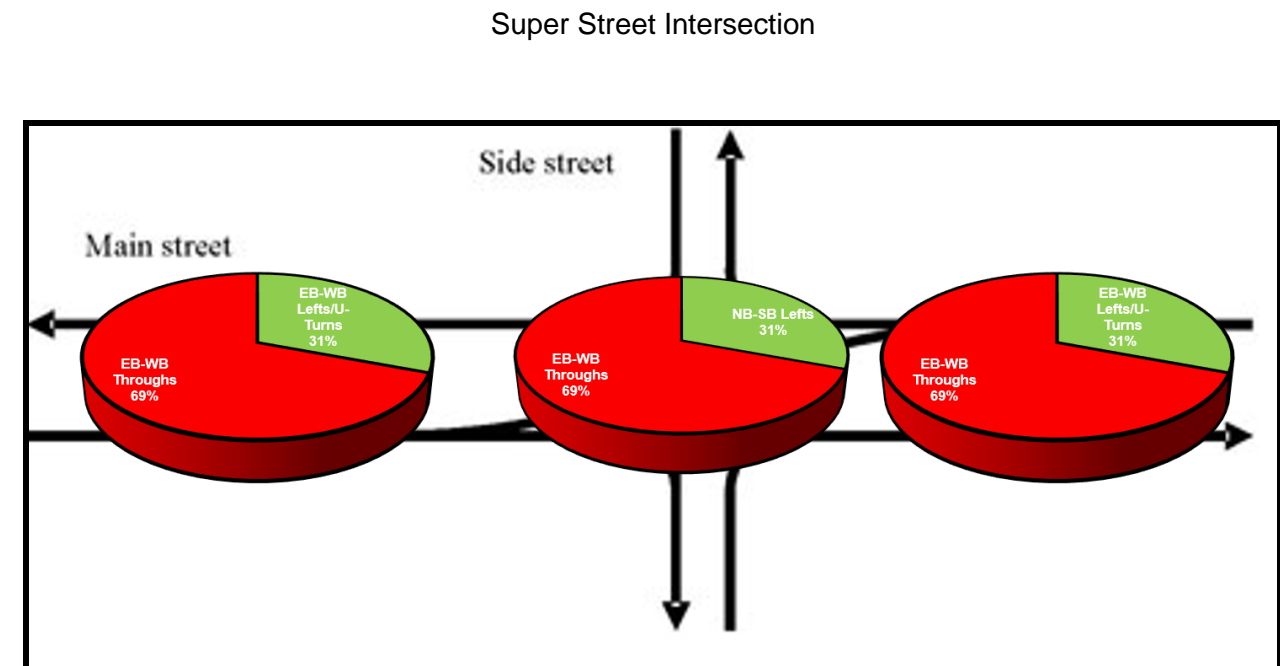 Super Street Intersection
Side street
Main street
EB-WB
Lefts/U-
Turns
31%
EB-WB
Throughs
69%
NB-SB Lefts
31%
EB-WB
Throughs
69%
EB-WB
Lefts/U-
Turns
31%
EB-WB
Throughs
69%